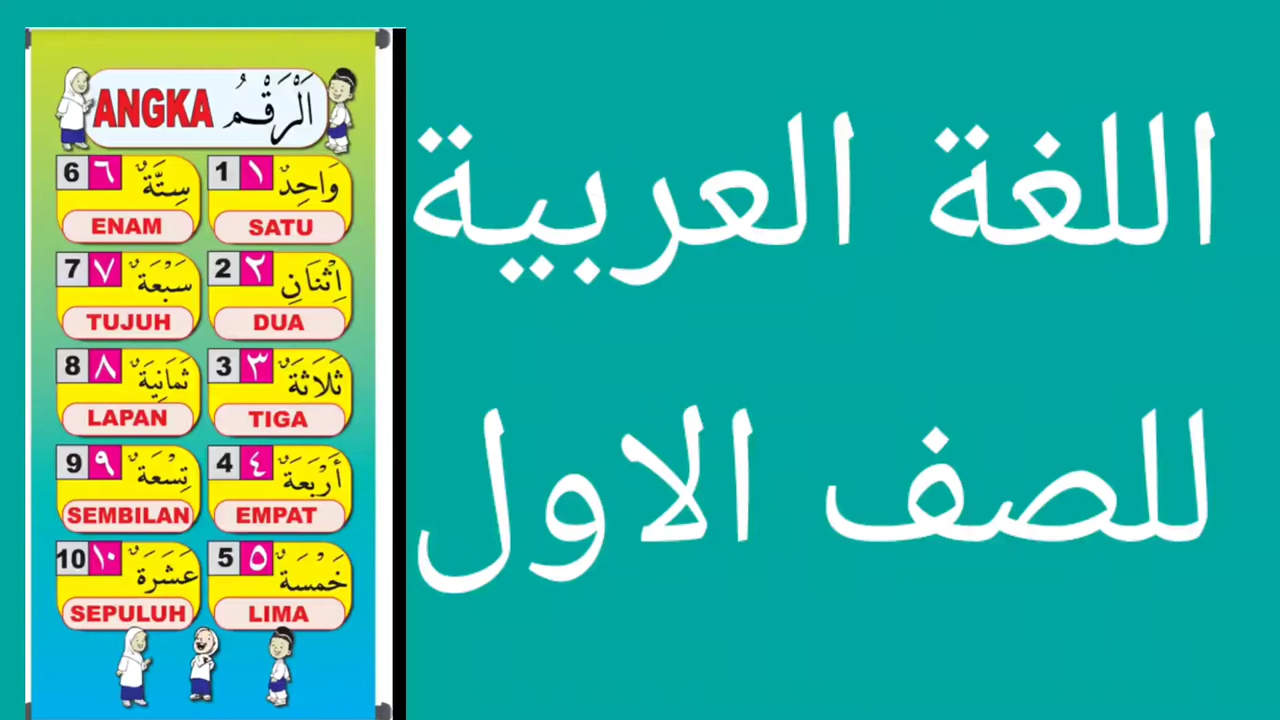 ANGKA اَلْرَقْمُ
6 ٦ سِتَّةٌ
ENAM
1 ١ وَاحِدٌ
SATU
7 ٧ سَبْعَةٌ
TUJUH
2 ٢ اِثْنَانِ
DUA
8 ٨ ثَمَانِيَةٌ
LAPAN
3 ٣ ثَلَاثَةٌ
TIGA
9 ٩ تِسْعَةٌ
SEMBILAN
4 ٤ أَرْبَعَةٌ
EMPAT
10 ١٠ عَشَرَةٌ
SEPULUH
5 ٥ خَمْسَةٌ
LIMA
اللغة العربية
للصف الاول